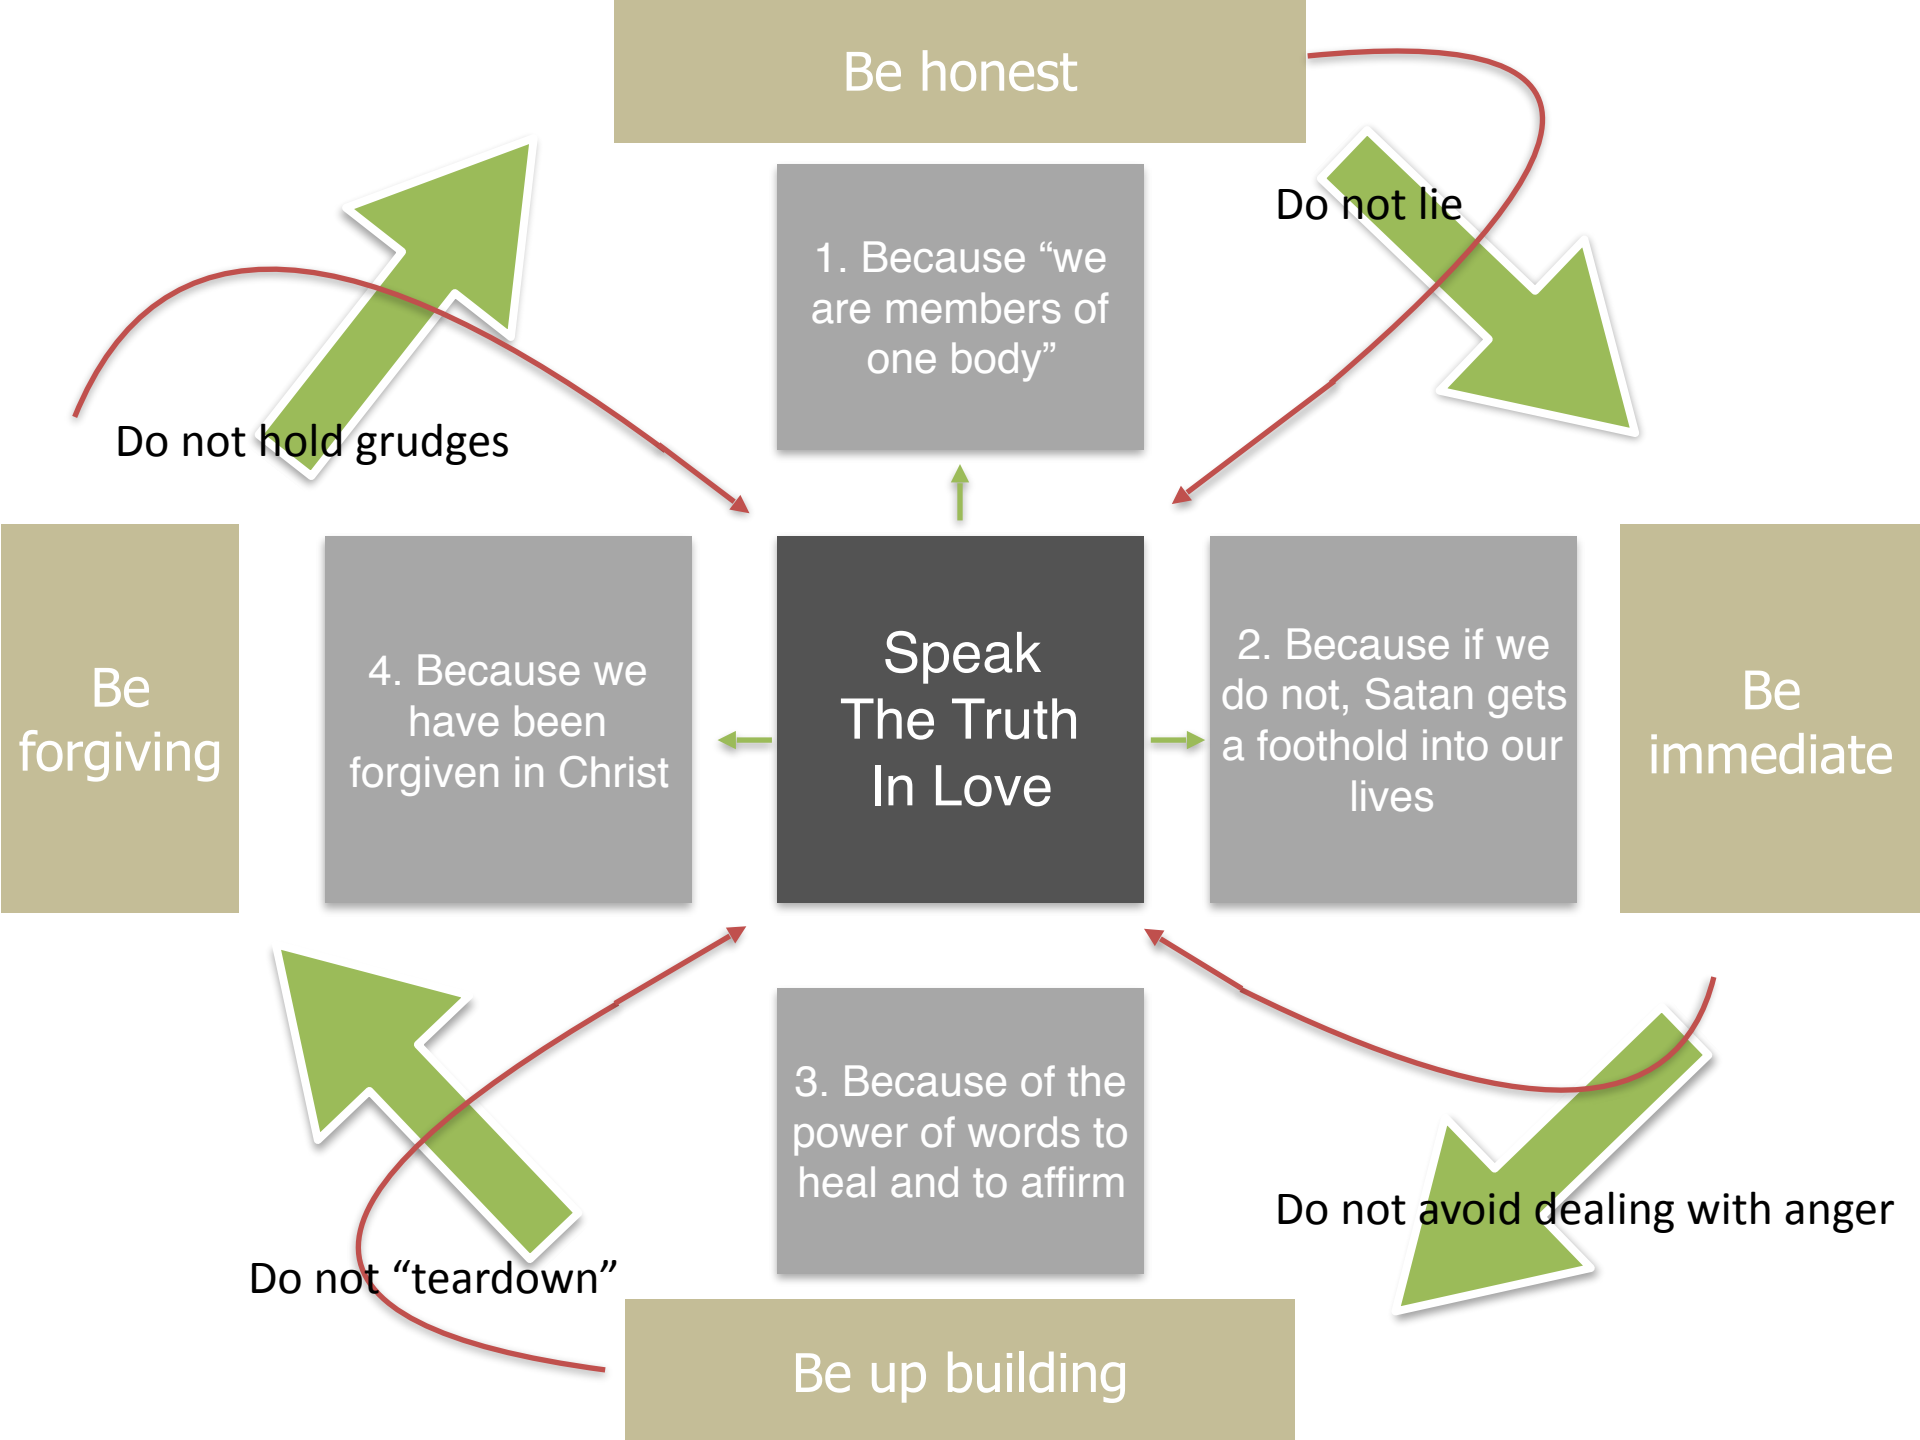 Be honest
Do not lie
1. Because “we
are members of
one body”
Do not hold grudges
Be
forgiving
4. Because we
have been
forgiven in Christ
Speak
The Truth
In Love
2. Because if we
do not, Satan gets
a foothold into our
lives
Be
immediate
3. Because of the
power of words to
heal and to affirm
Do not avoid dealing with anger
Do not “teardown”
Be up building